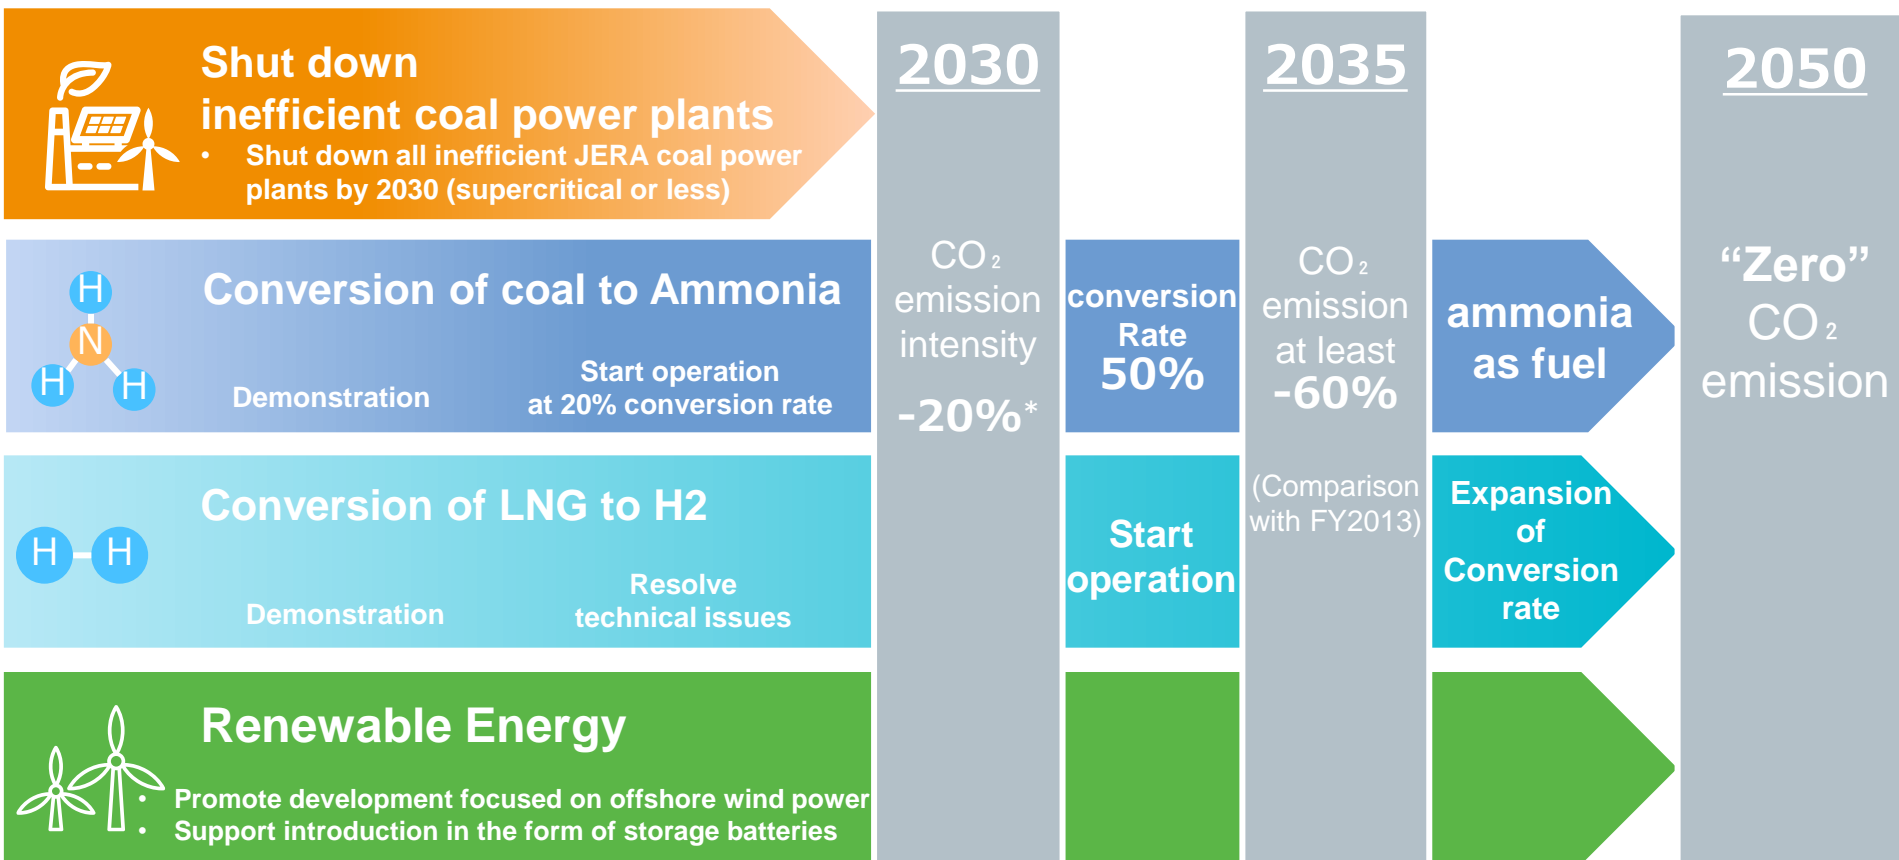 Shut down
inefficient coal power plants
• Shut down all inefficient JERA coal power
plants by 2030 (supercritical or less)
H
N
H
H
Conversion of coal to Ammonia
Demonstration
Start operation
at 20% conversion rate
H H
Conversion of LNG to H2
Demonstration
Resolve
technical issues
Renewable Energy
• Promote development focused on offshore wind power
• Support introduction in the form of storage batteries
2030
CO₂
emission
intensity
-20%*
conversion
Rate
50%
Start
operation
2035
CO₂
emission
at least
-60%
(Comparison
with FY2013)
ammonia
as fuel
Expansion
of
Conversion
rate
2050
“Zero”
CO₂
emission